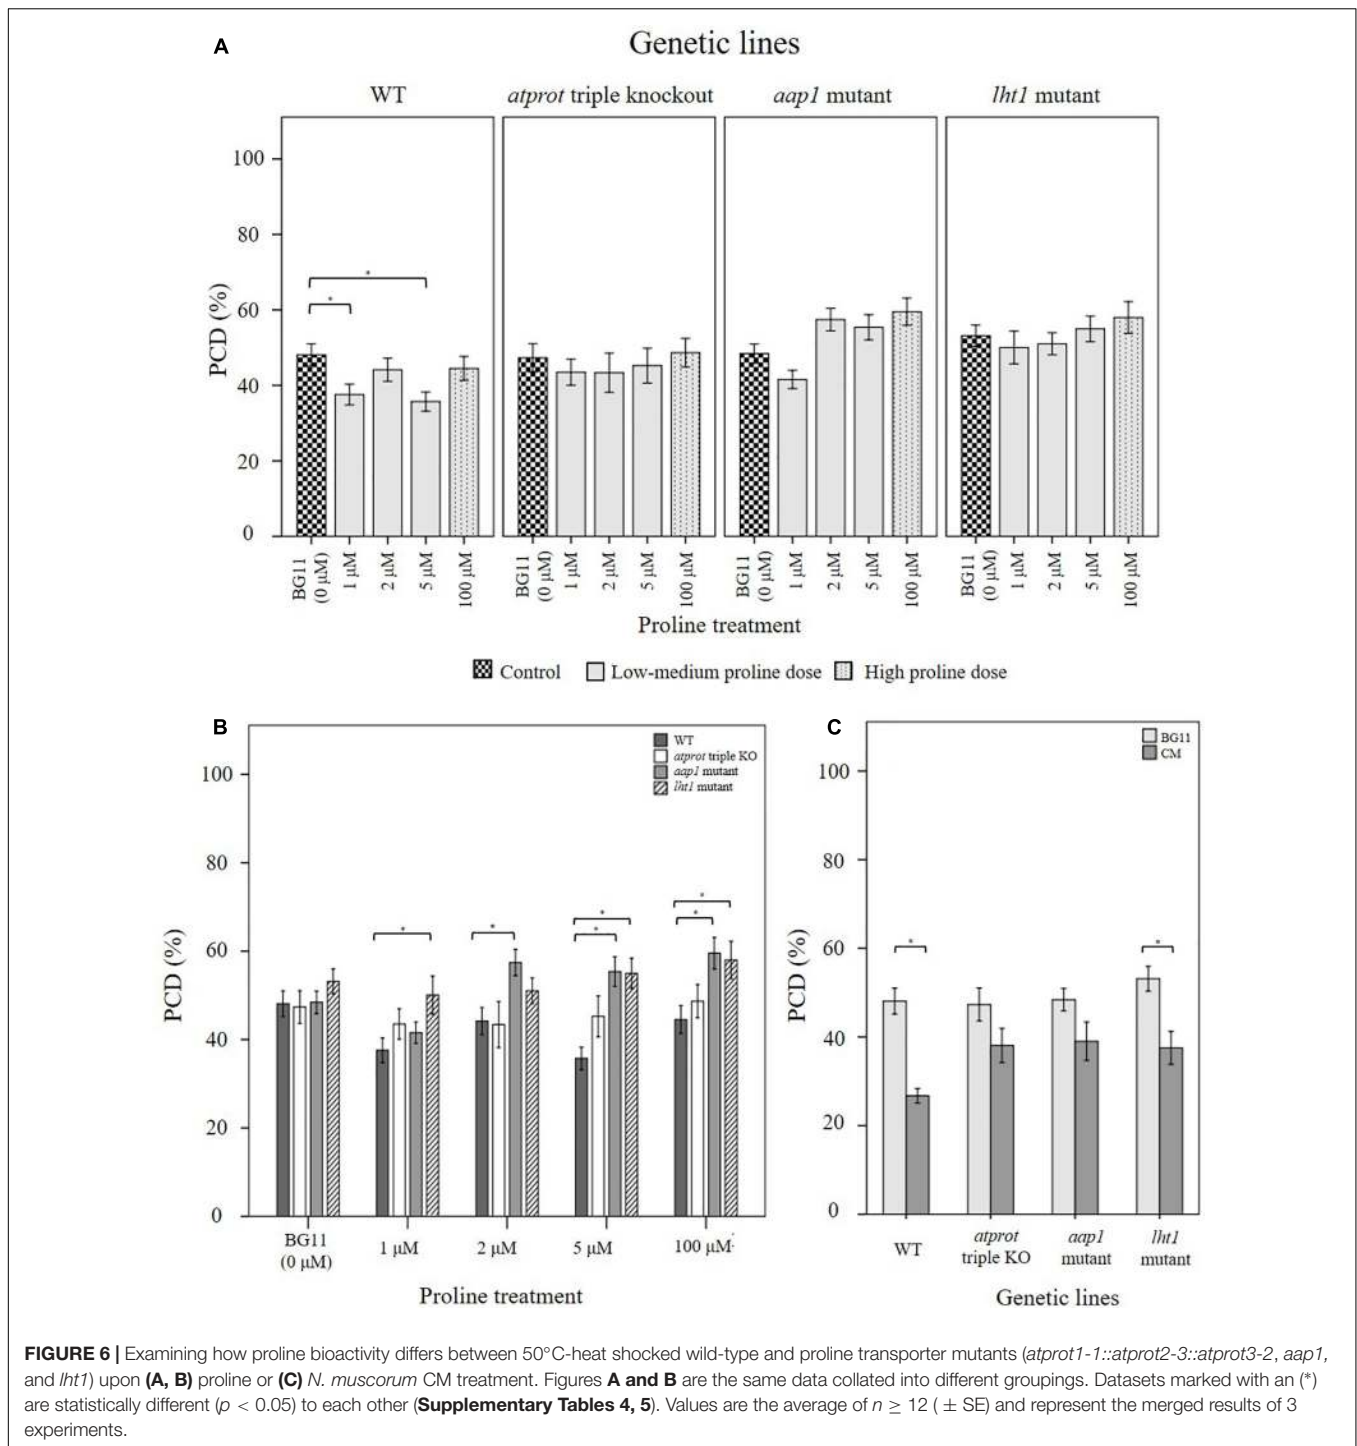 A
Genetic lines
WT
atprot triple knockout
aap1 mutant
lht1 mutant
PCD (%)
100
80
60
40
20
0
*
*
BG11 (0 μM)
1 μM
2 μM
5 μM
100 μM
BG11 (0 μM)
1 μM
2 μM
5 μM
100 μM
BG11 (0 μM)
1 μM
2 μM
5 μM
100 μM
BG11 (0 μM)
1 μM
2 μM
5 μM
100 μM
Proline treatment
Control
Low-medium proline dose
High proline dose
B
WT
atprot triple KO
aap1 mutant
lht1 mutant
PCD (%)
100
80
60
40
20
0
*
*
*
*
*
*
BG11
(0 μM)
1 μM
2 μM
5 μM
100 μM
Proline treatment
C
BG11
CM
PCD (%)
100
80
60
40
20
0
*
*
WT
atprot
triple KO
aap1
mutant
lht1
mutant
Genetic lines
FIGURE 6 | Examining how proline bioactivity differs between 50°C-heat shocked wild-type and proline transporter mutants (atprot1-1::atprot2-3::atprot3-2, aap1,
and lht1) upon (A, B) proline or (C) N. muscorum CM treatment. Figures A and B are the same data collated into different groupings. Datasets marked with an (*)
are statistically different (p < 0.05) to each other (Supplementary Tables 4, 5). Values are the average of n ≥ 12 ( ± SE) and represent the merged results of 3
experiments.